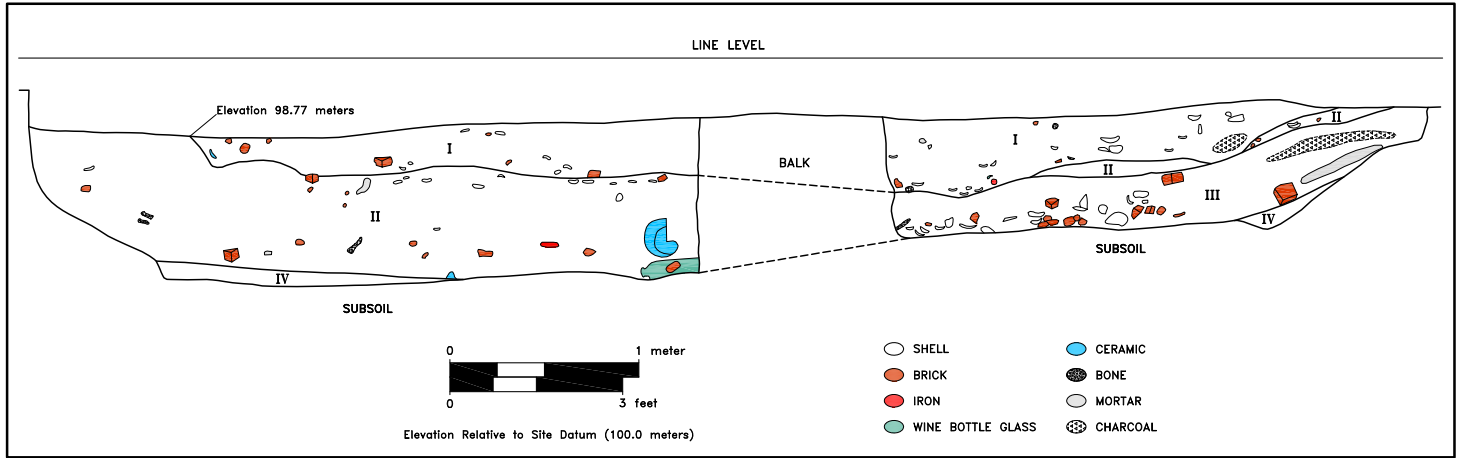 LINE LEVEL
Elevation 98.77 meters
I
BALK
I
II
II
II
III
IV
IV
SUBSOIL
SUBSOIL
0 1 meter
0 3 feet
Elevation Relative to Site Datum (100.0 meters)
SHELL
BRICK
IRON
WINE BOTTLE GLASS
CERAMIC
BONE
MORTAR
CHARCOAL